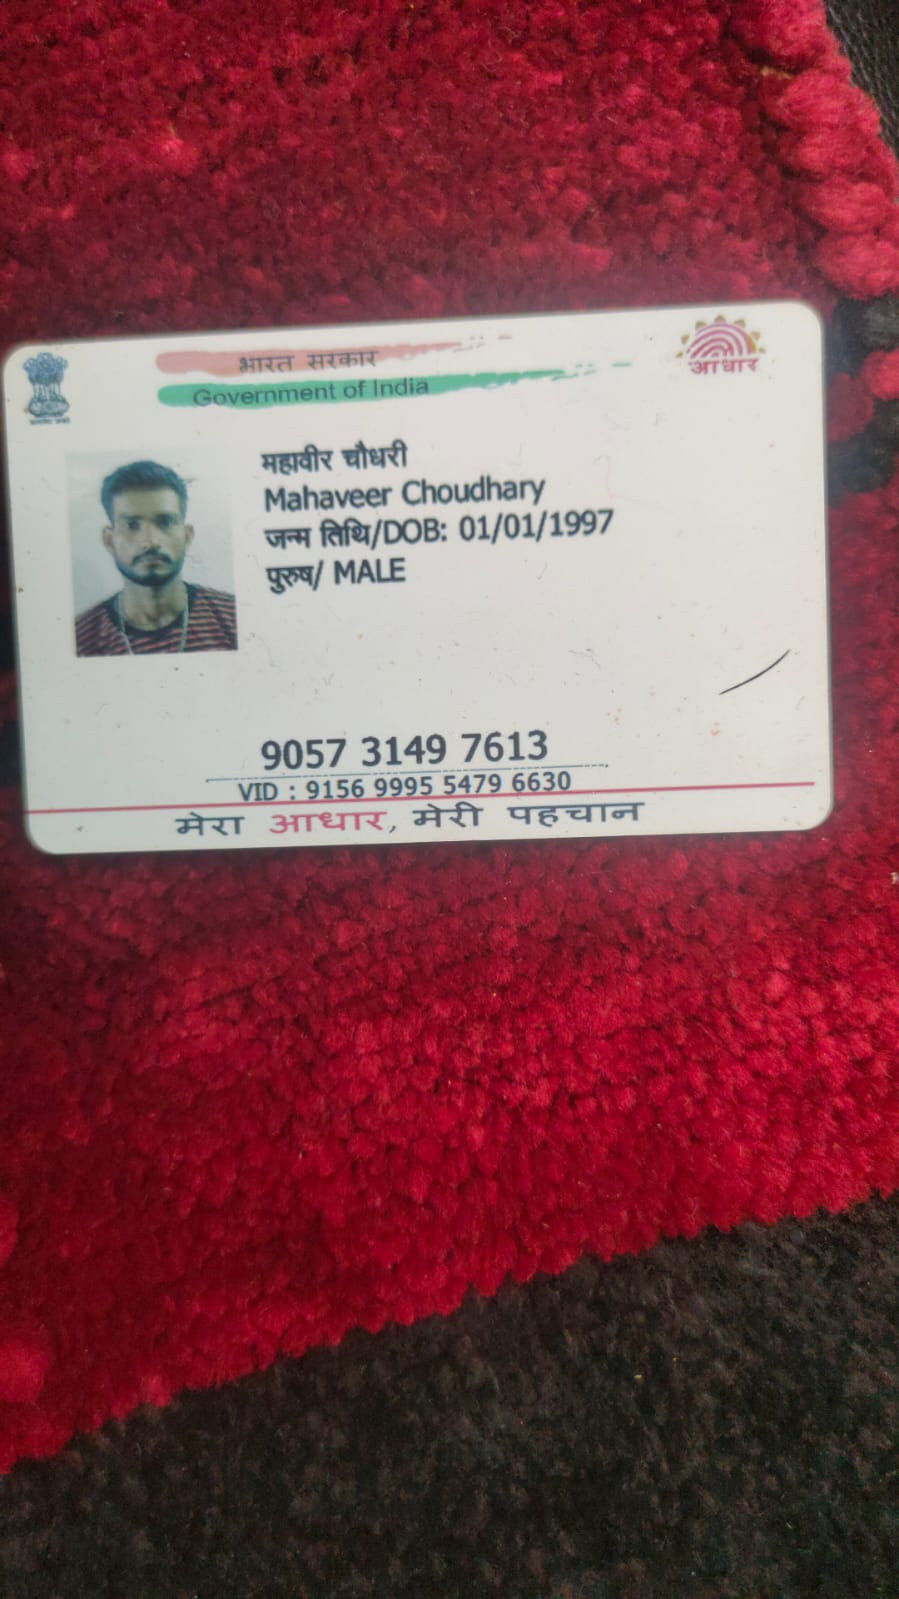 भारत सरकार
Government of India
आधार
महावीर चौधरी
Mahaveer Choudhary
जन्म तिथि/DOB: 01/01/1997
पुरुष/ MALE
9057 3149 7613
VID : 9156 9995 5479 6630
मेरा आधार, मेरी पहचान